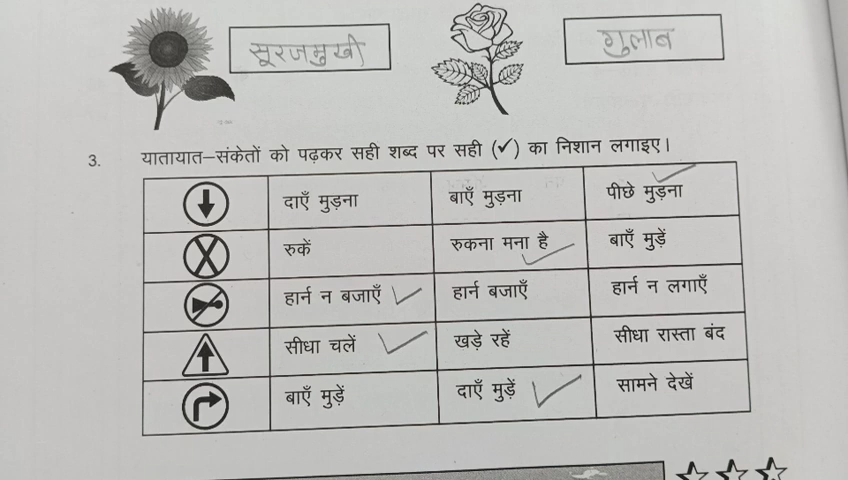 सूरजमुखी गुलाब
3. यातायात–संकेतों को पढ़कर सही शब्द पर सही (✓) का निशान लगाइए।
दाएँ मुड़ना बाएँ मुड़ना पीछे मुड़ना
रुकें रुकना मना है बाएँ मुड़ें
हार्न न बजाएँ हार्न बजाएँ हार्न न लगाएँ
सीधा चलें खड़े रहें सीधा रास्ता बंद
बाएँ मुड़ें दाएँ मुड़ें सामने देखें